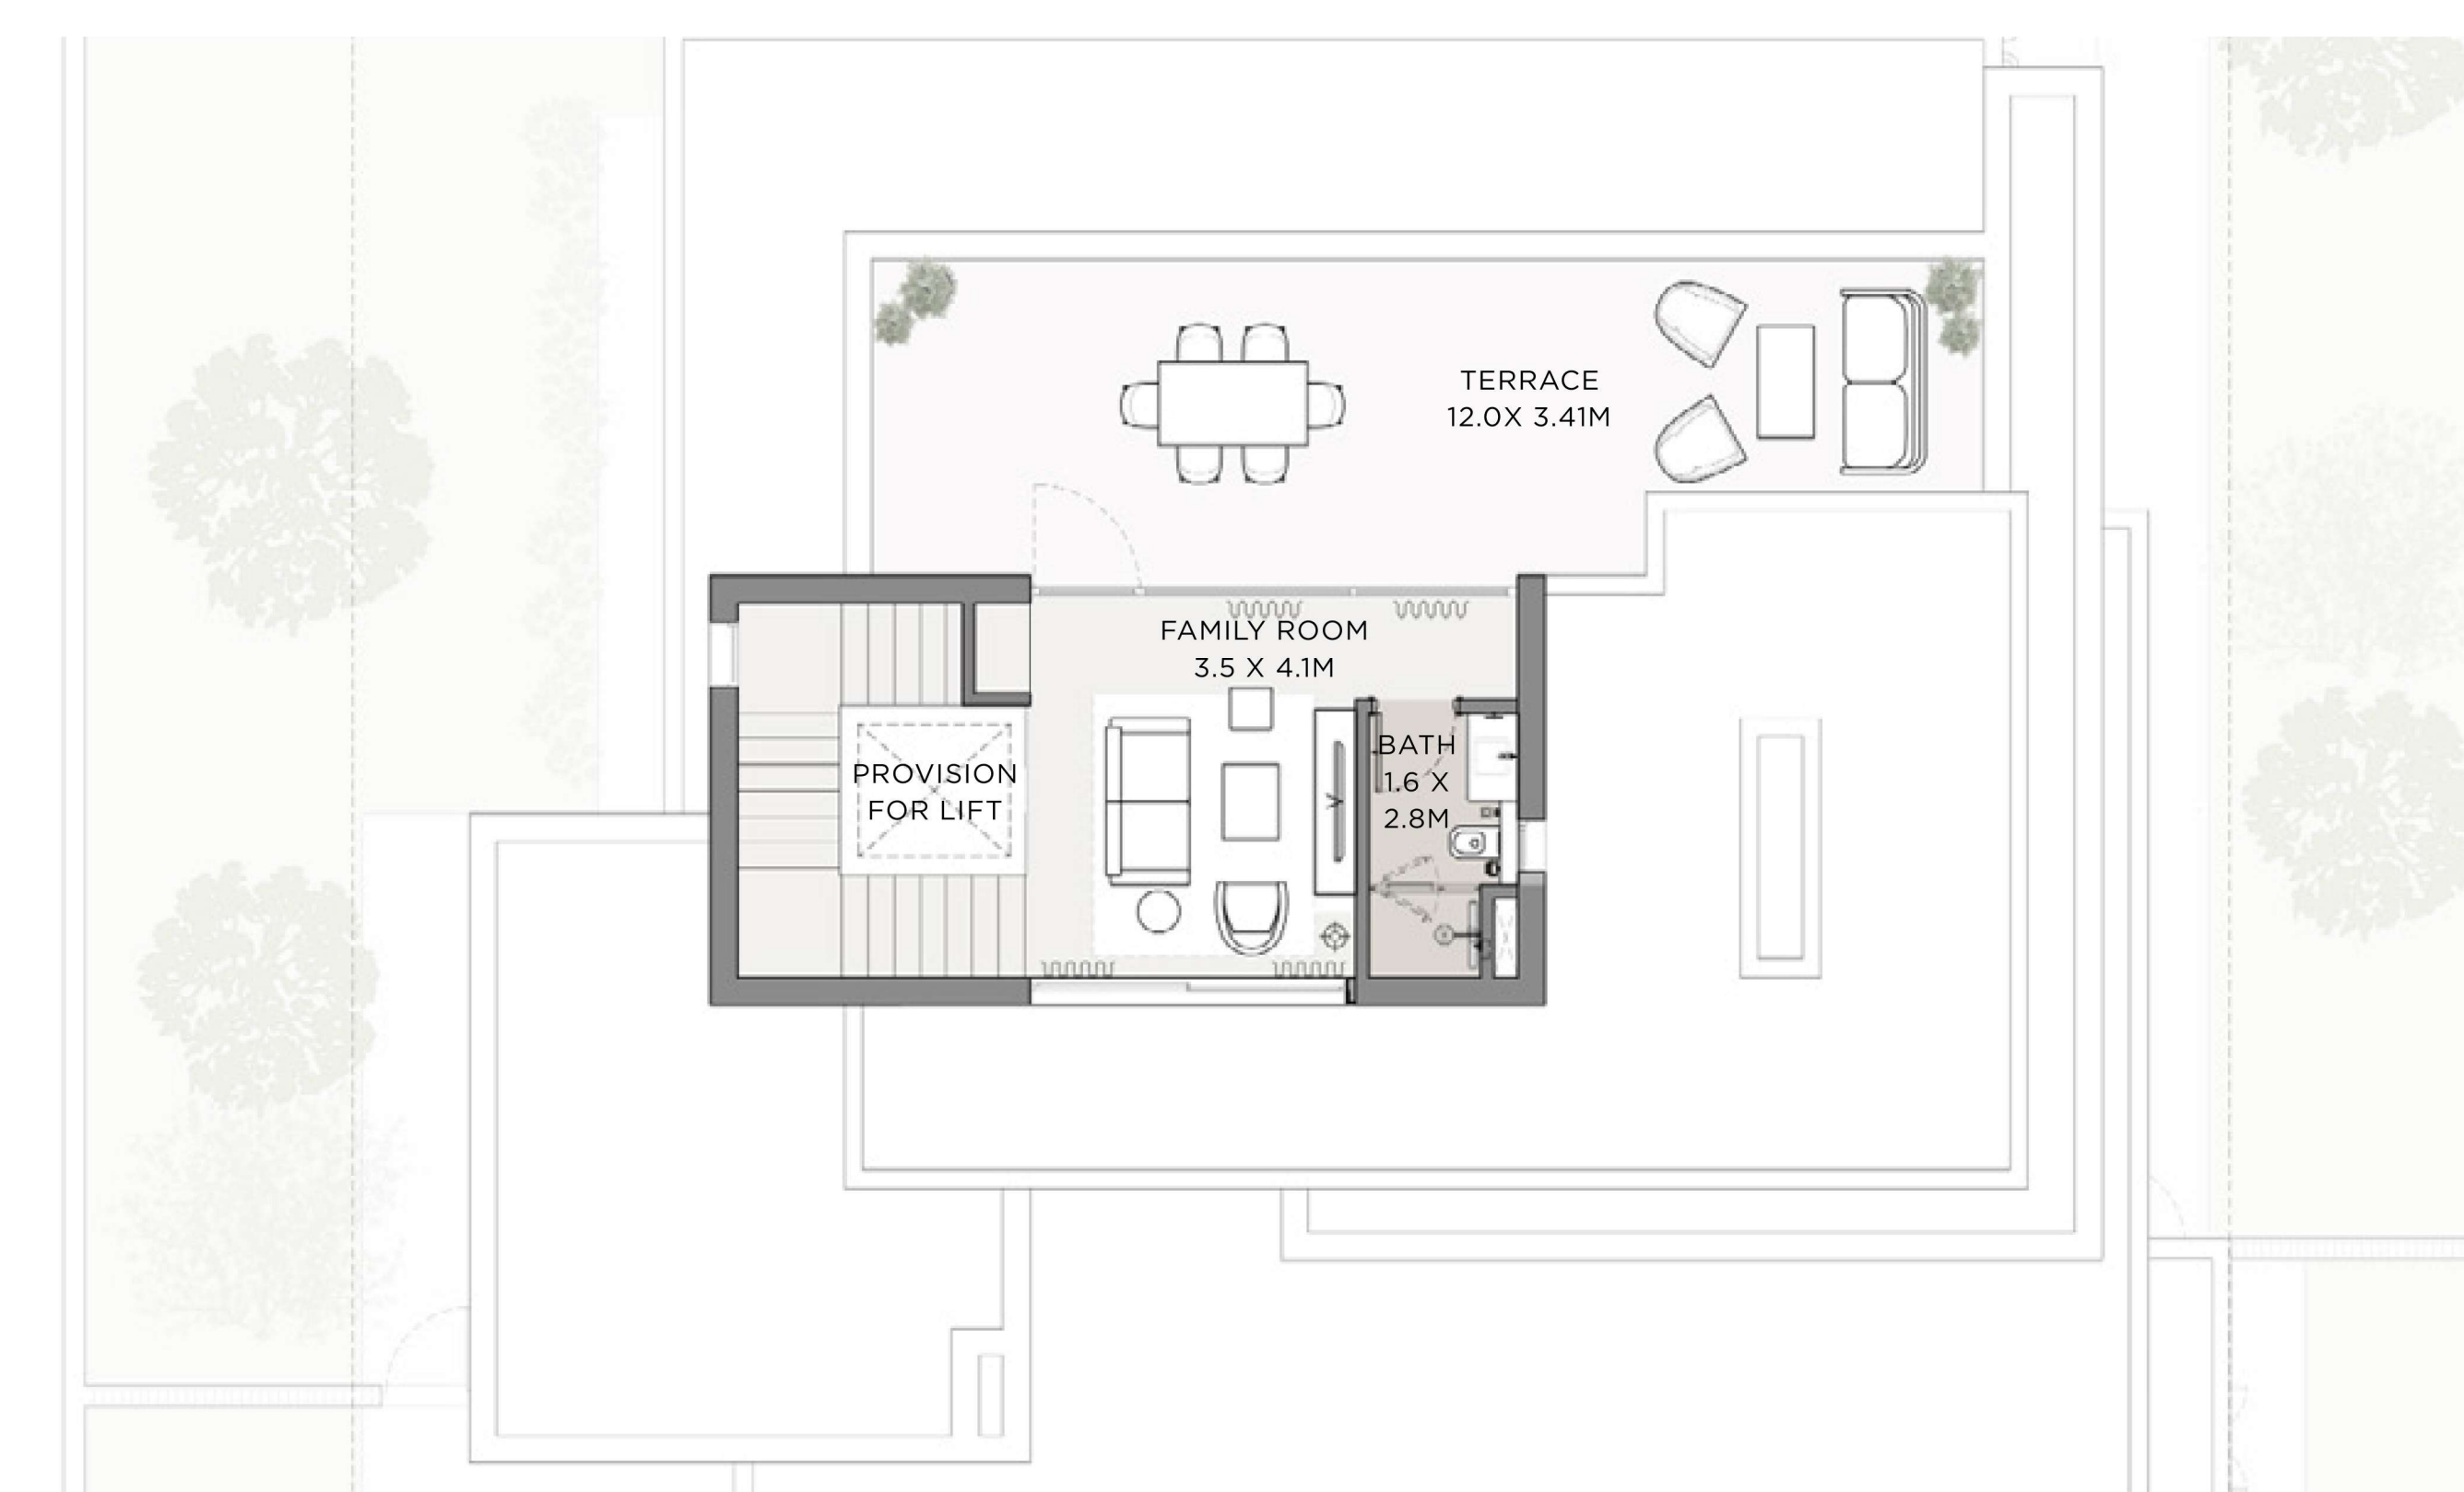 TERRACE
12.0X 3.41M
FAMILY ROOM
3.5 X 4.1M
PROVISION
FOR LIFT
BATH
1.6 X
2.8M